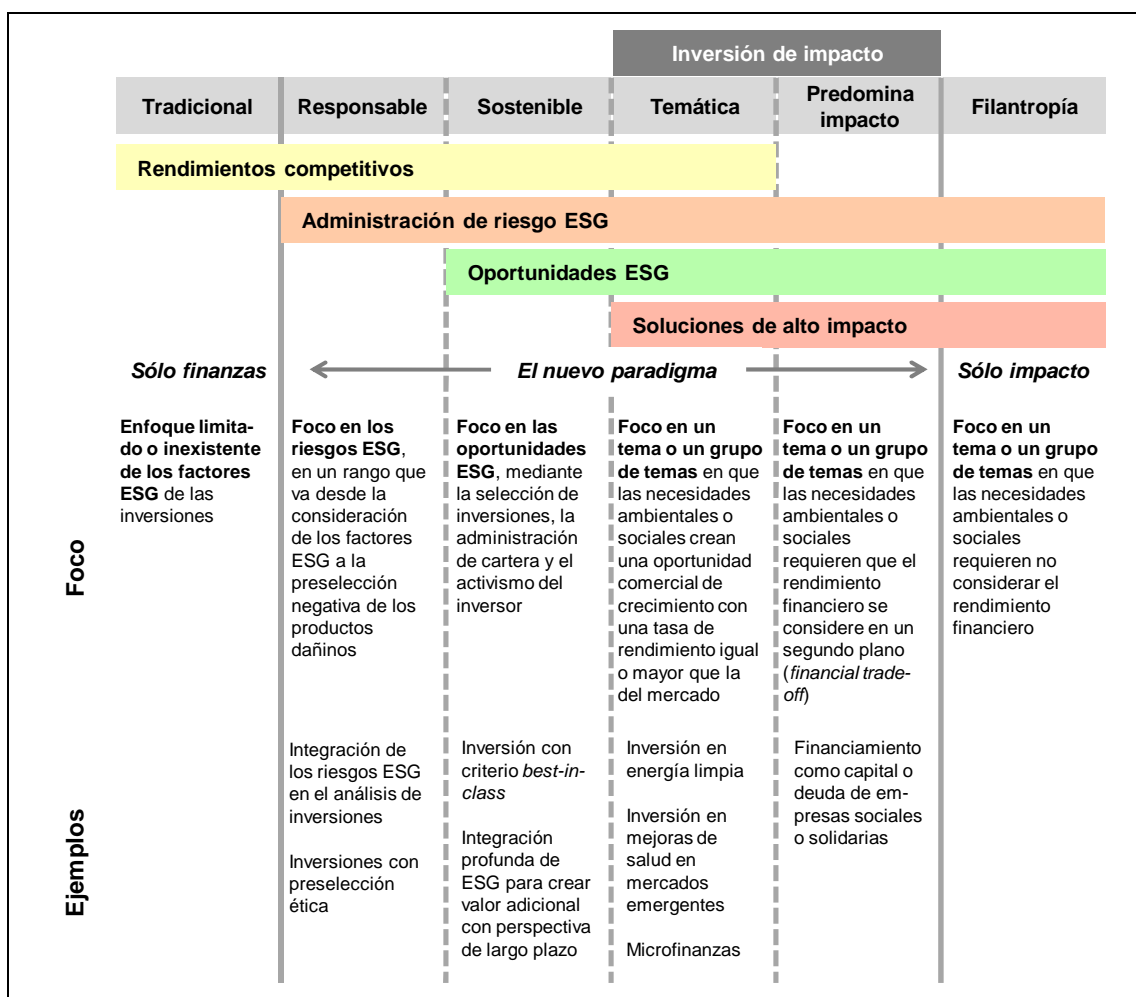 Inversión de impacto
Tradicional
Responsable
Sostenible
Temática
Predomina
impacto
Filantropía
Rendimientos competitivos
Administración de riesgo ESG
Oportunidades ESG
Soluciones de alto impacto
Sólo finanzas
El nuevo paradigma
Sólo impacto
Foco
Enfoque limita-
do o inexistente
de los factores
ESG de las
inversiones
Foco en los
riesgos ESG,
en un rango que
va desde la
consideración
de los factores
ESG a la
preselección
negativa de los
productos
dañinos
Foco en las
oportunidades
ESG, mediante
la selección de
inversiones, la
administración
de cartera y el
activismo del
inversor
Foco en un
tema o un grupo
de temas en que
las necesidades
ambientales o
sociales crean
una oportunidad
comercial de
crecimiento con
una tasa de
rendimiento igual
o mayor que la
del mercado
Foco en un
tema o un grupo
de temas en que
las necesidades
ambientales o
sociales
requieren que el
rendimiento
financiero se
considere en un
segundo plano
(financial trade-
off)
Foco en un
tema o un grupo
de temas en que
las necesidades
ambientales o
sociales
requieren no
considerar el
rendimiento
financiero
Ejemplos
Integración de
los riesgos ESG
en el análisis de
inversiones
Inversiones con
preselección
ética
Inversión con
criterio best-in-
class
Integración
profunda de
ESG para crear
valor adicional
con perspectiva
de largo plazo
Inversión en
energía limpia
Inversión en
mejoras de
salud en
mercados
emergentes
Microfinanzas
Financiamiento
como capital o
deuda de em-
presas sociales
o solidarias